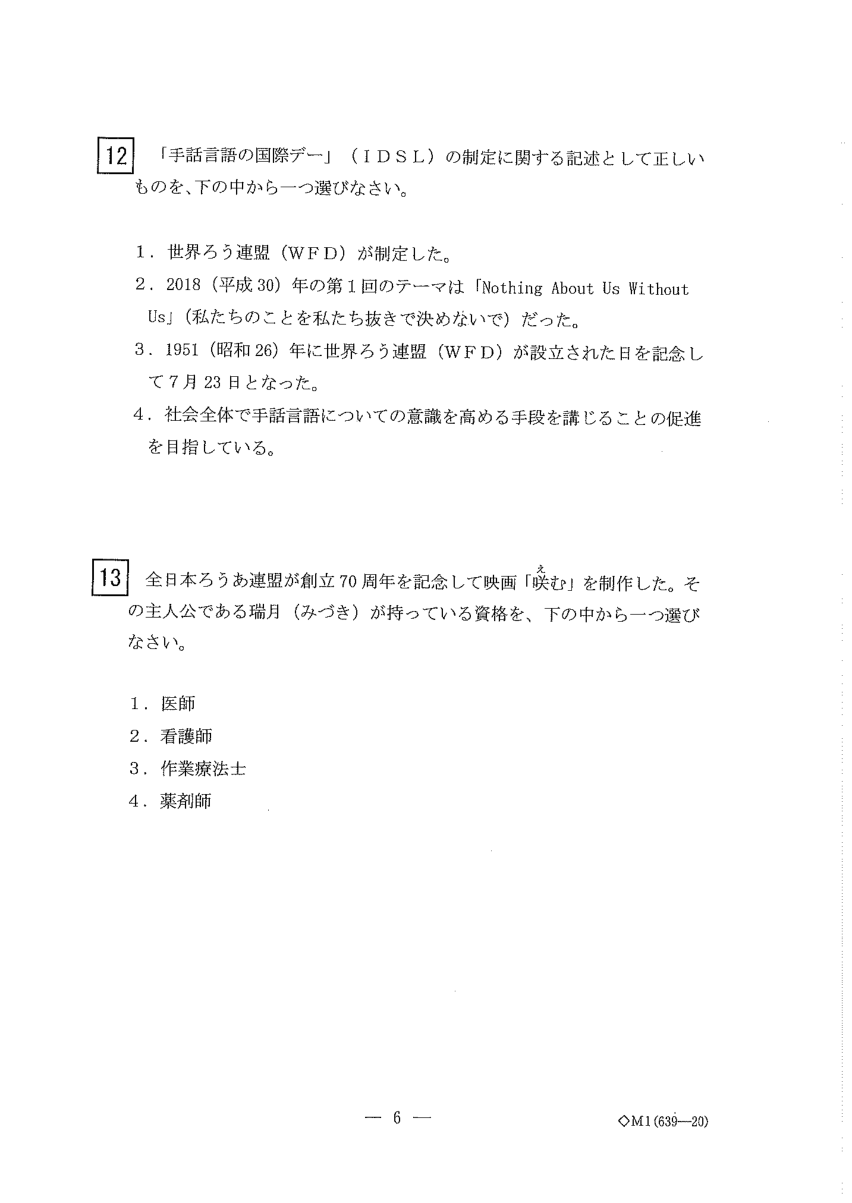 12 「手話言語の国際デー」（ＩＤＳＬ）の制定に関する記述として正しい
ものを、下の中から一つ選びなさい。
１．世界ろう連盟（ＷＦＤ）が制定した。
２．2018（平成 30）年の第１回のテーマは「Nothing About Us Without
Us」（私たちのことを私たち抜きで決めないで）だった。
３．1951（昭和 26）年に世界ろう連盟（ＷＦＤ）が設立された日を記念し
て７月 23 日となった。
４．社会全体で手話言語についての意識を高める手段を講じることの促進
を目指している。
え
13 全日本ろうあ連盟が創立 70 周年を記念して映画「咲む」を制作した。そ
の主人公である瑞月（みづき）が持っている資格を、下の中から一つ選び
なさい。
１．医師
２．看護師
３．作業療法士
４．薬剤師
― 6 ―
◇M1(639―20)